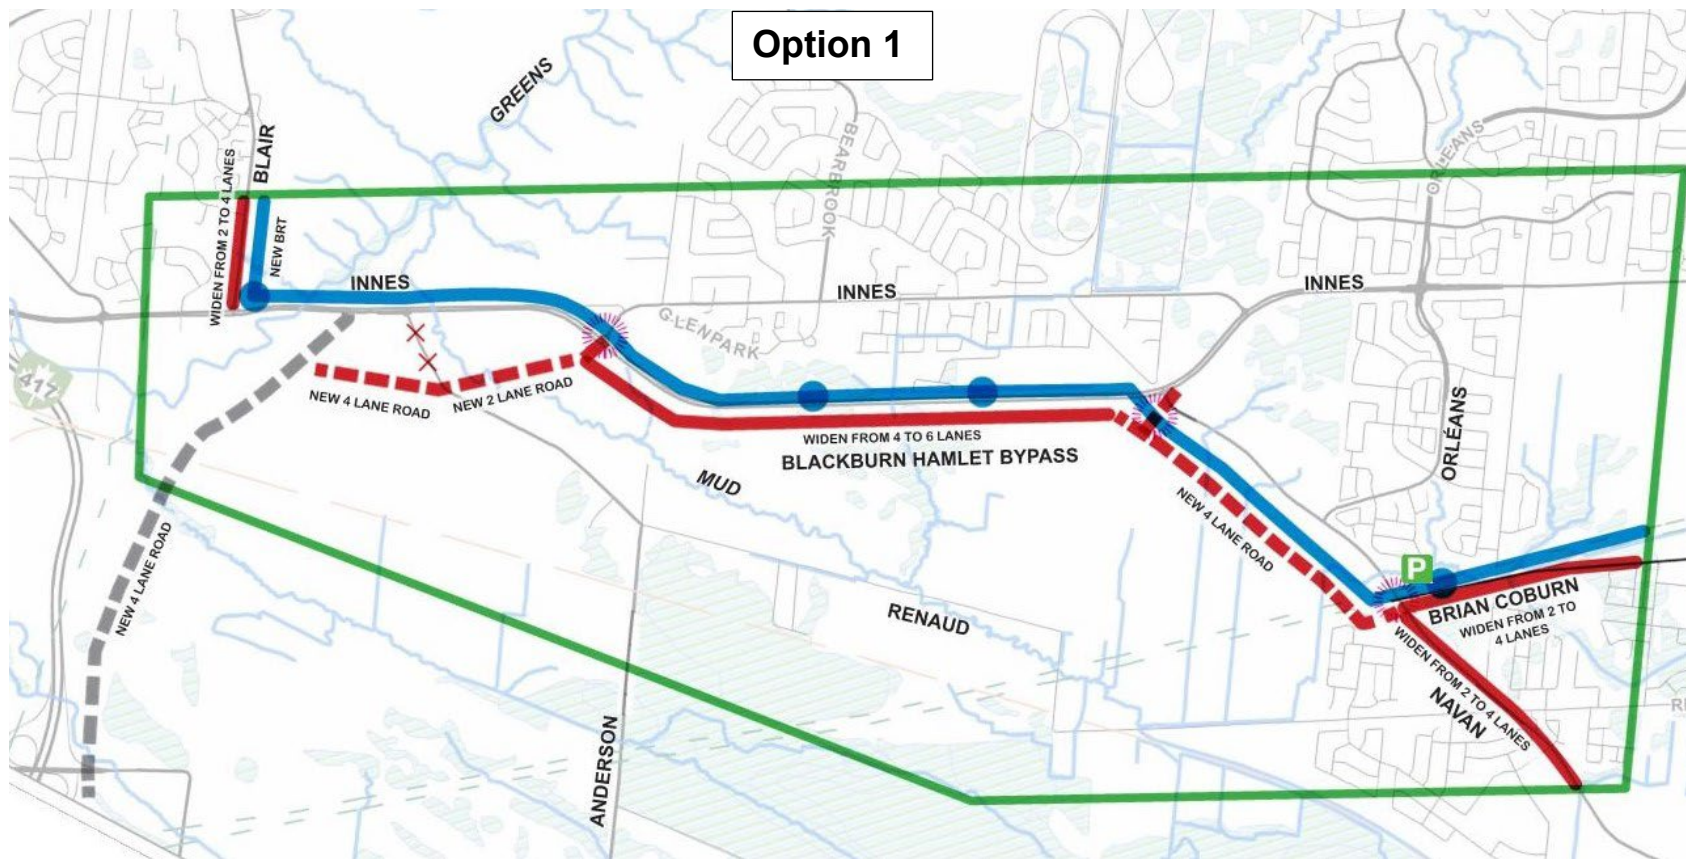 Option 1
GREENS
BLAIR
WIDEN FROM 2 TO 4 LANES
NEW BRT
BEARBROOK
ORLEANS
INNES
INNES
INNES
GLENPARK
417
NEW 4 LANE ROAD
NEW 2 LANE ROAD
WIDEN FROM 4 TO 6 LANES
BLACKBURN HAMLET BYPASS
ORLÉANS
MUD
NEW 4 LANE ROAD
NEW 4 LANE ROAD
P
BRIAN COBURN
WIDEN FROM 2 TO
4 LANES
RENAUD
WIDEN FROM 2 TO 4 LANES
NAVAN
ANDERSON